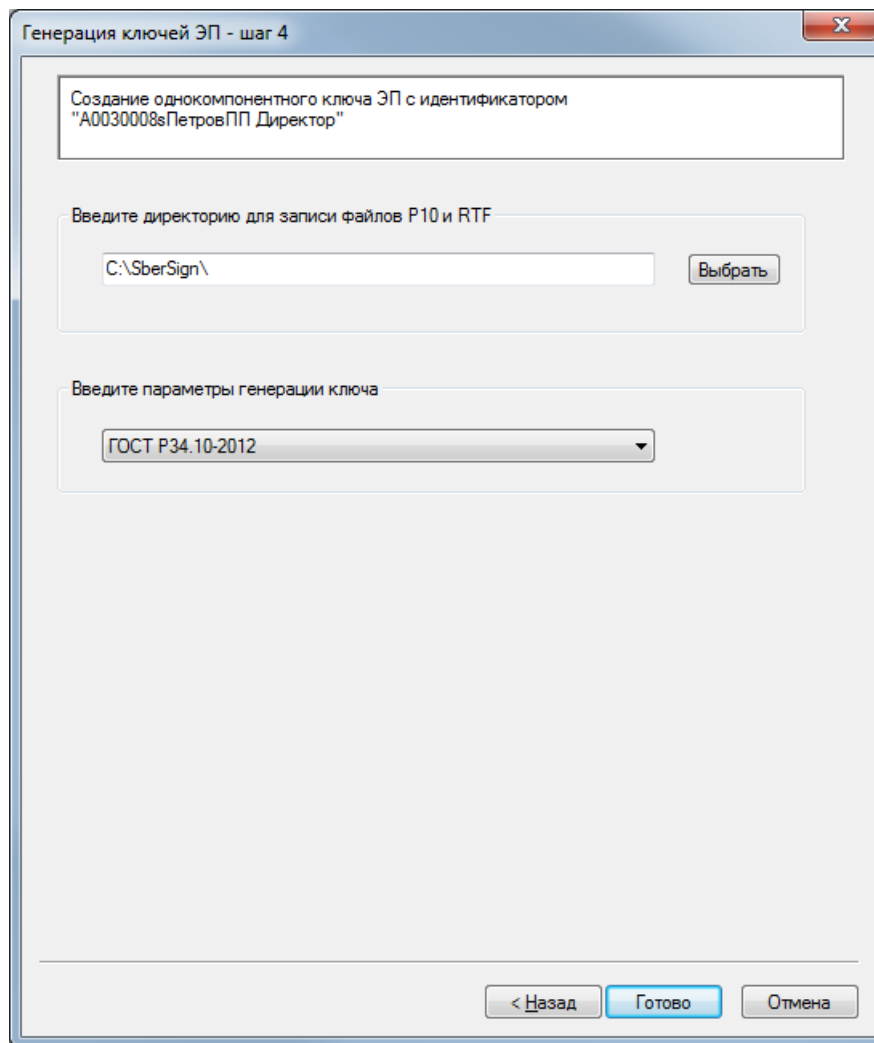 Генерация ключей ЭП - шаг 4
Создание однокомпонентного ключа ЭП с идентификатором
"A0030008sПетровПП Директор"
Введите директорию для записи файлов P10 и RTF
C:\SberSign\
Выбрать
Введите параметры генерации ключа
ГОСТ Р34.10-2012
< Назад
Готово
Отмена